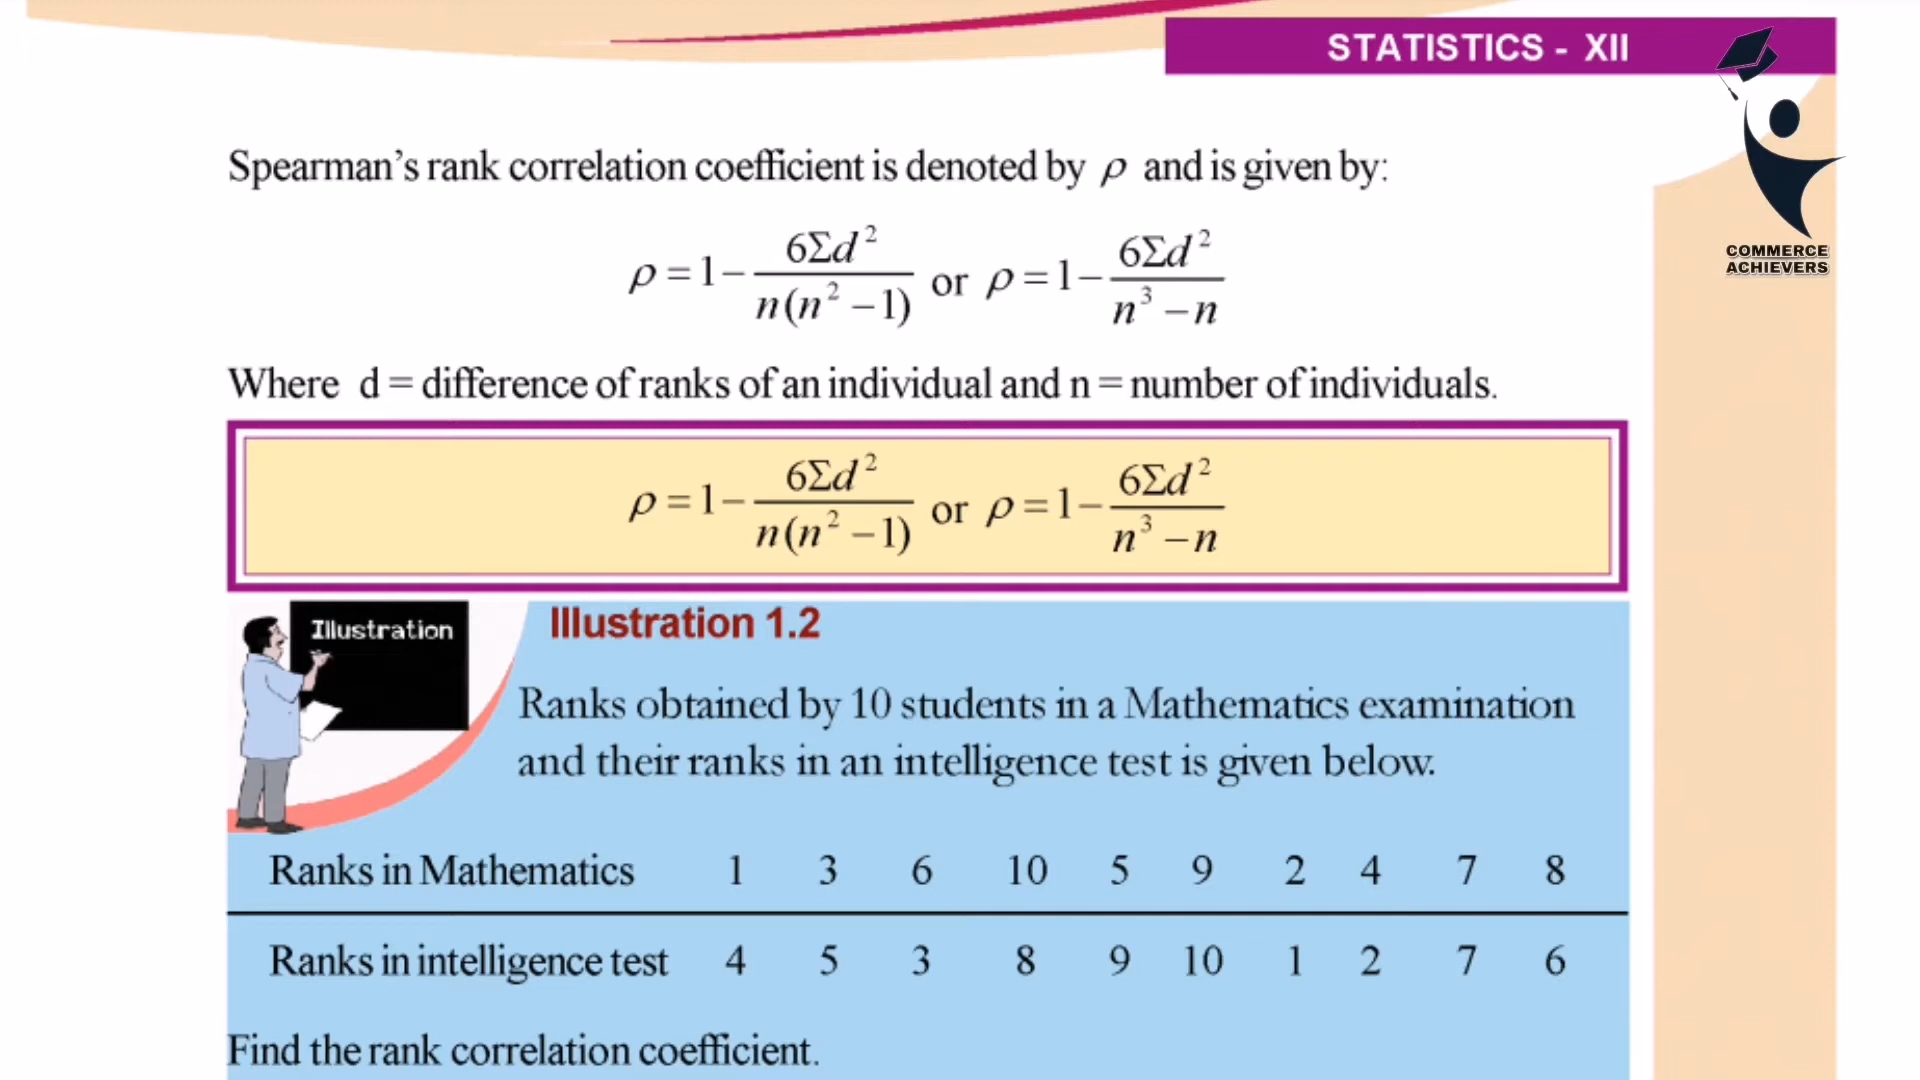 STATISTICS - XII
COMMERCE
ACHIEVERS
Spearman’s rank correlation coefficient is denoted by ρ and is given by:
ρ = 1 − 6Σd² / n(n² − 1) or ρ = 1 − 6Σd² / n³ − n
Where d = difference of ranks of an individual and n = number of individuals.
ρ = 1 − 6Σd² / n(n² − 1) or ρ = 1 − 6Σd² / n³ − n
Illustration
Illustration 1.2
Ranks obtained by 10 students in a Mathematics examination
and their ranks in an intelligence test is given below.
Ranks in Mathematics 1 3 6 10 5 9 2 4 7 8
Ranks in intelligence test 4 5 3 8 9 10 1 2 7 6
Find the rank correlation coefficient.